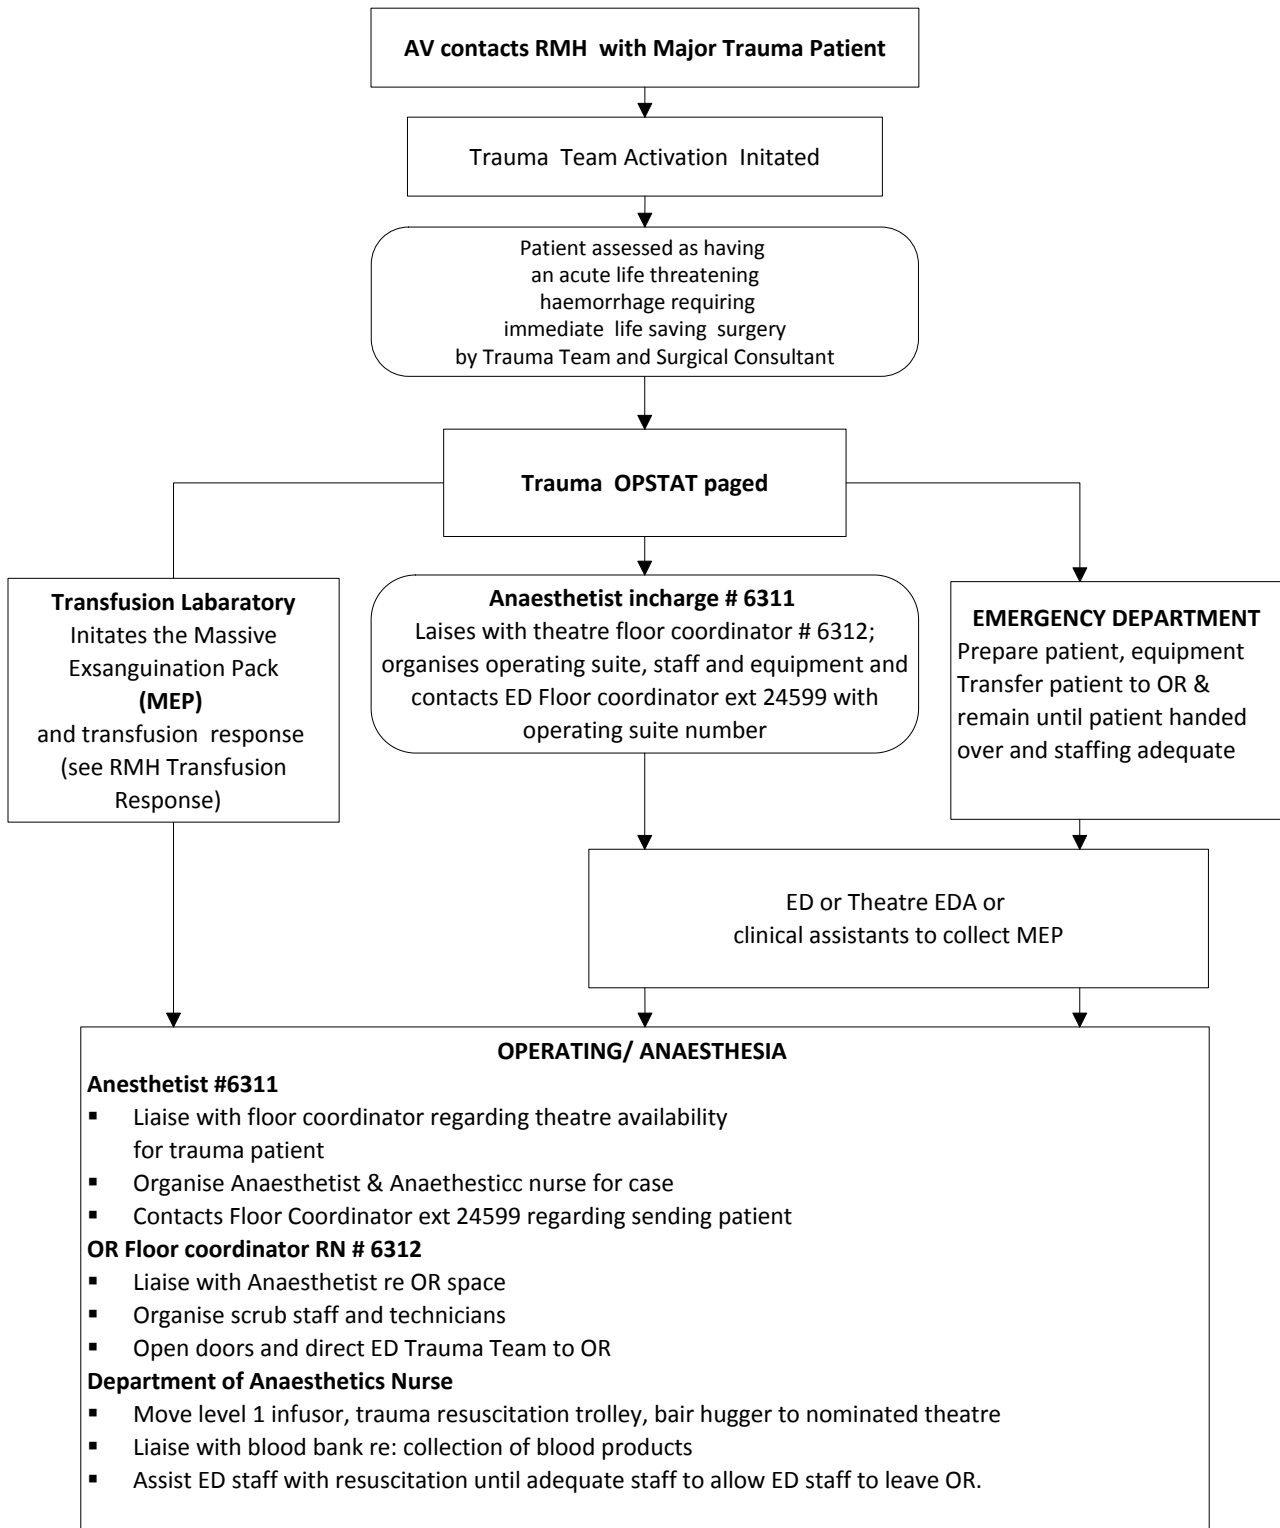 AV contacts RMH with Major Trauma Patient
Trauma Team Activation Initated
Patient assessed as having
an acute life threatening
haemorrhage requiring
immediate life saving surgery
by Trauma Team and Surgical Consultant
Trauma OPSTAT paged
Transfusion Labaratory
Initates the Massive
Exsanguination Pack
(MEP)
and transfusion response
(see RMH Transfusion
Response)
Anaesthetist incharge # 6311
Laises with theatre floor coordinator # 6312;
organises operating suite, staff and equipment and
contacts ED Floor coordinator ext 24599 with
operating suite number
EMERGENCY DEPARTMENT
Prepare patient, equipment
Transfer patient to OR &
remain until patient handed
over and staffing adequate
ED or Theatre EDA or
clinical assistants to collect MEP
OPERATING/ ANAESTHESIA
Anesthetist #6311
▪ Liaise with floor coordinator regarding theatre availability
for trauma patient
▪ Organise Anaesthetist & Anaethesticc nurse for case
▪ Contacts Floor Coordinator ext 24599 regarding sending patient
OR Floor coordinator RN # 6312
▪ Liaise with Anaesthetist re OR space
▪ Organise scrub staff and technicians
▪ Open doors and direct ED Trauma Team to OR
Department of Anaesthetics Nurse
▪ Move level 1 infusor, trauma resuscitation trolley, bair hugger to nominated theatre
▪ Liaise with blood bank re: collection of blood products
▪ Assist ED staff with resuscitation until adequate staff to allow ED staff to leave OR.